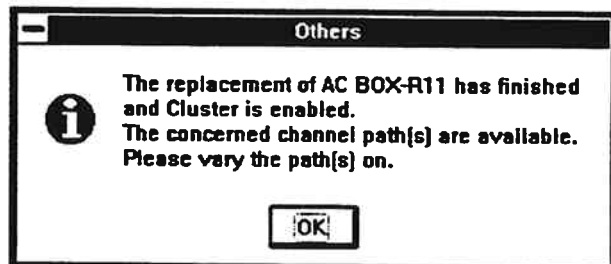 Others
The replacement of AC BOX-R11 has finished
and Cluster is enabled.
The concerned channel path(s) are available.
Please vary the path(s) on.
OK